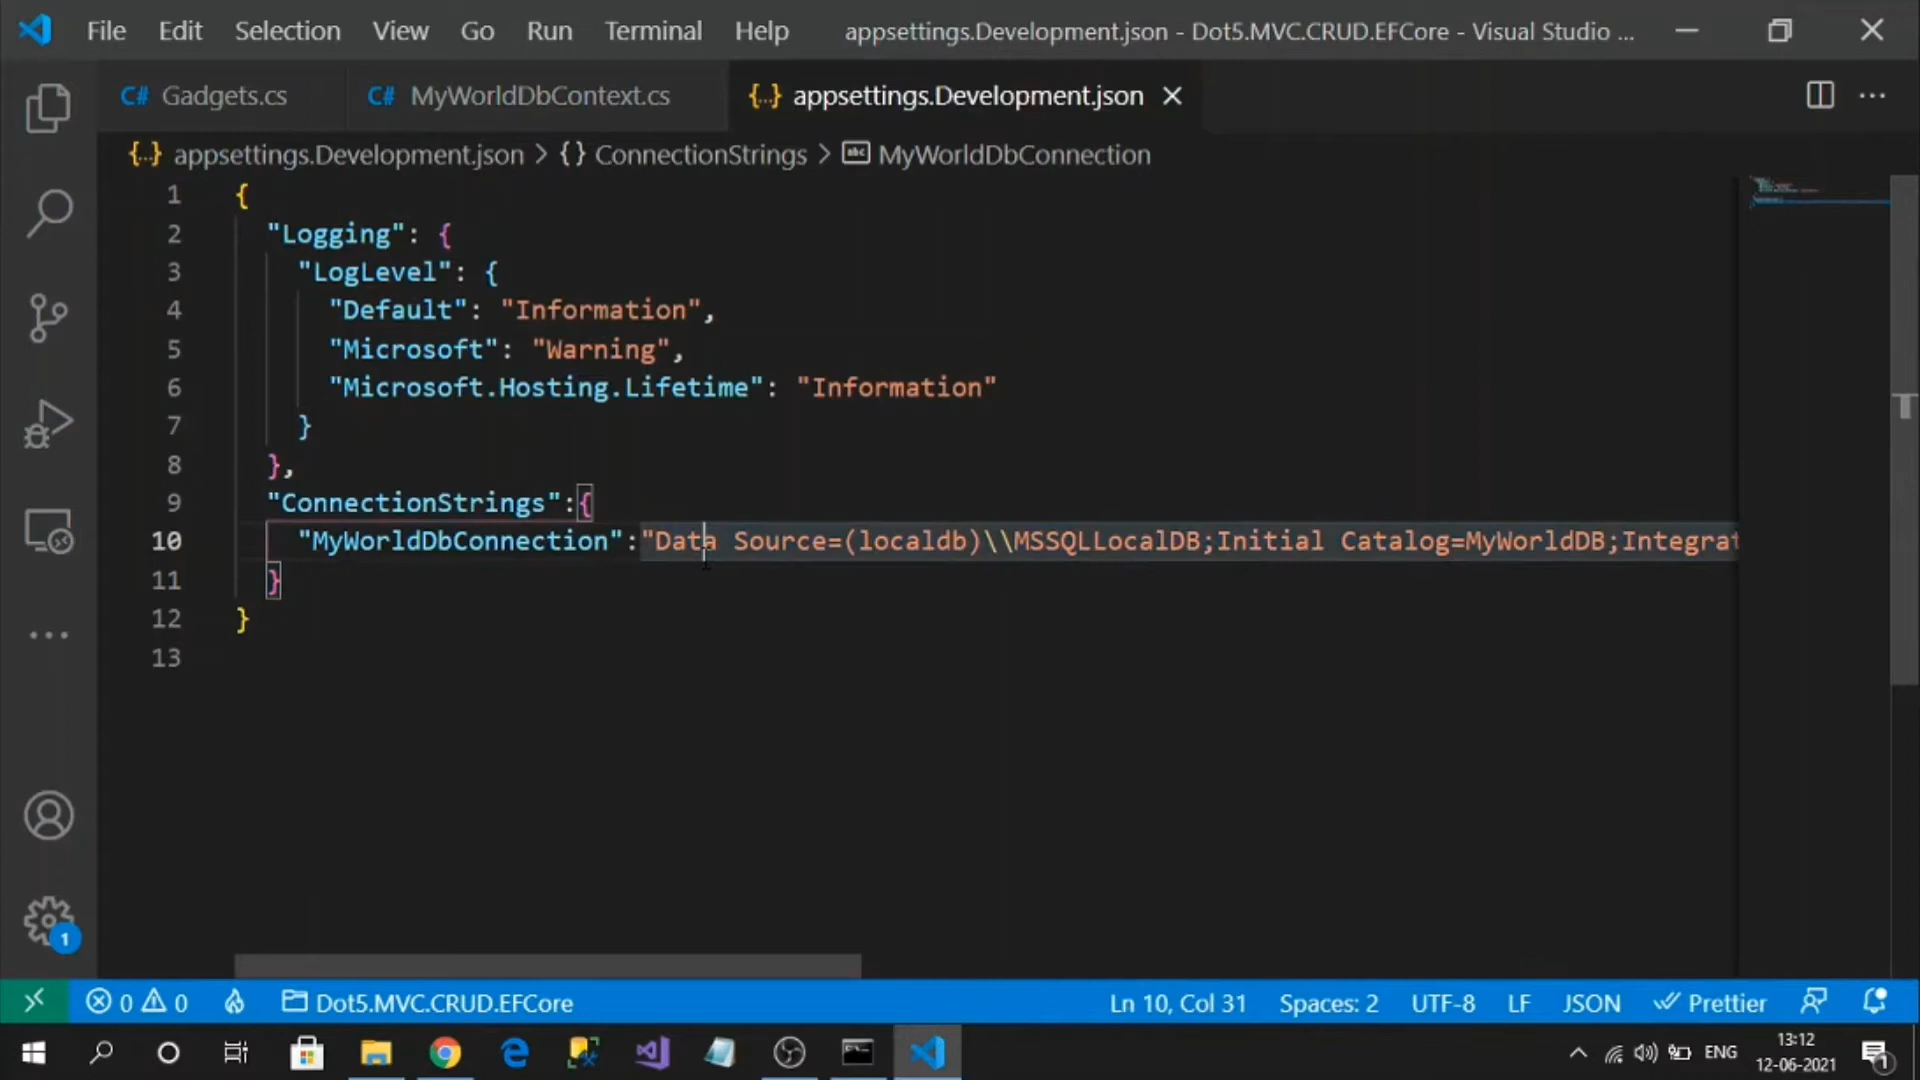 File Edit Selection View Go Run Terminal Help appsettings.Development.json - Dot5.MVC.CRUD.EFCore - Visual Studio ...
C# Gadgets.cs C# MyWorldDbContext.cs {..} appsettings.Development.json
{..} appsettings.Development.json > {} ConnectionStrings > abc MyWorldDbConnection
1 {
2 "Logging": {
3 "LogLevel": {
4 "Default": "Information",
5 "Microsoft": "Warning",
6 "Microsoft.Hosting.Lifetime": "Information"
7 }
8 },
9 "ConnectionStrings":{
10 "MyWorldDbConnection":"Data Source=(localdb)\\MSSQLLocalDB;Initial Catalog=MyWorldDB;Integrat
11 }
12 }
13
1
0 0 Dot5.MVC.CRUD.EFCore Ln 10, Col 31 Spaces: 2 UTF-8 LF JSON Prettier
ENG 13:12 1
12-06-2021